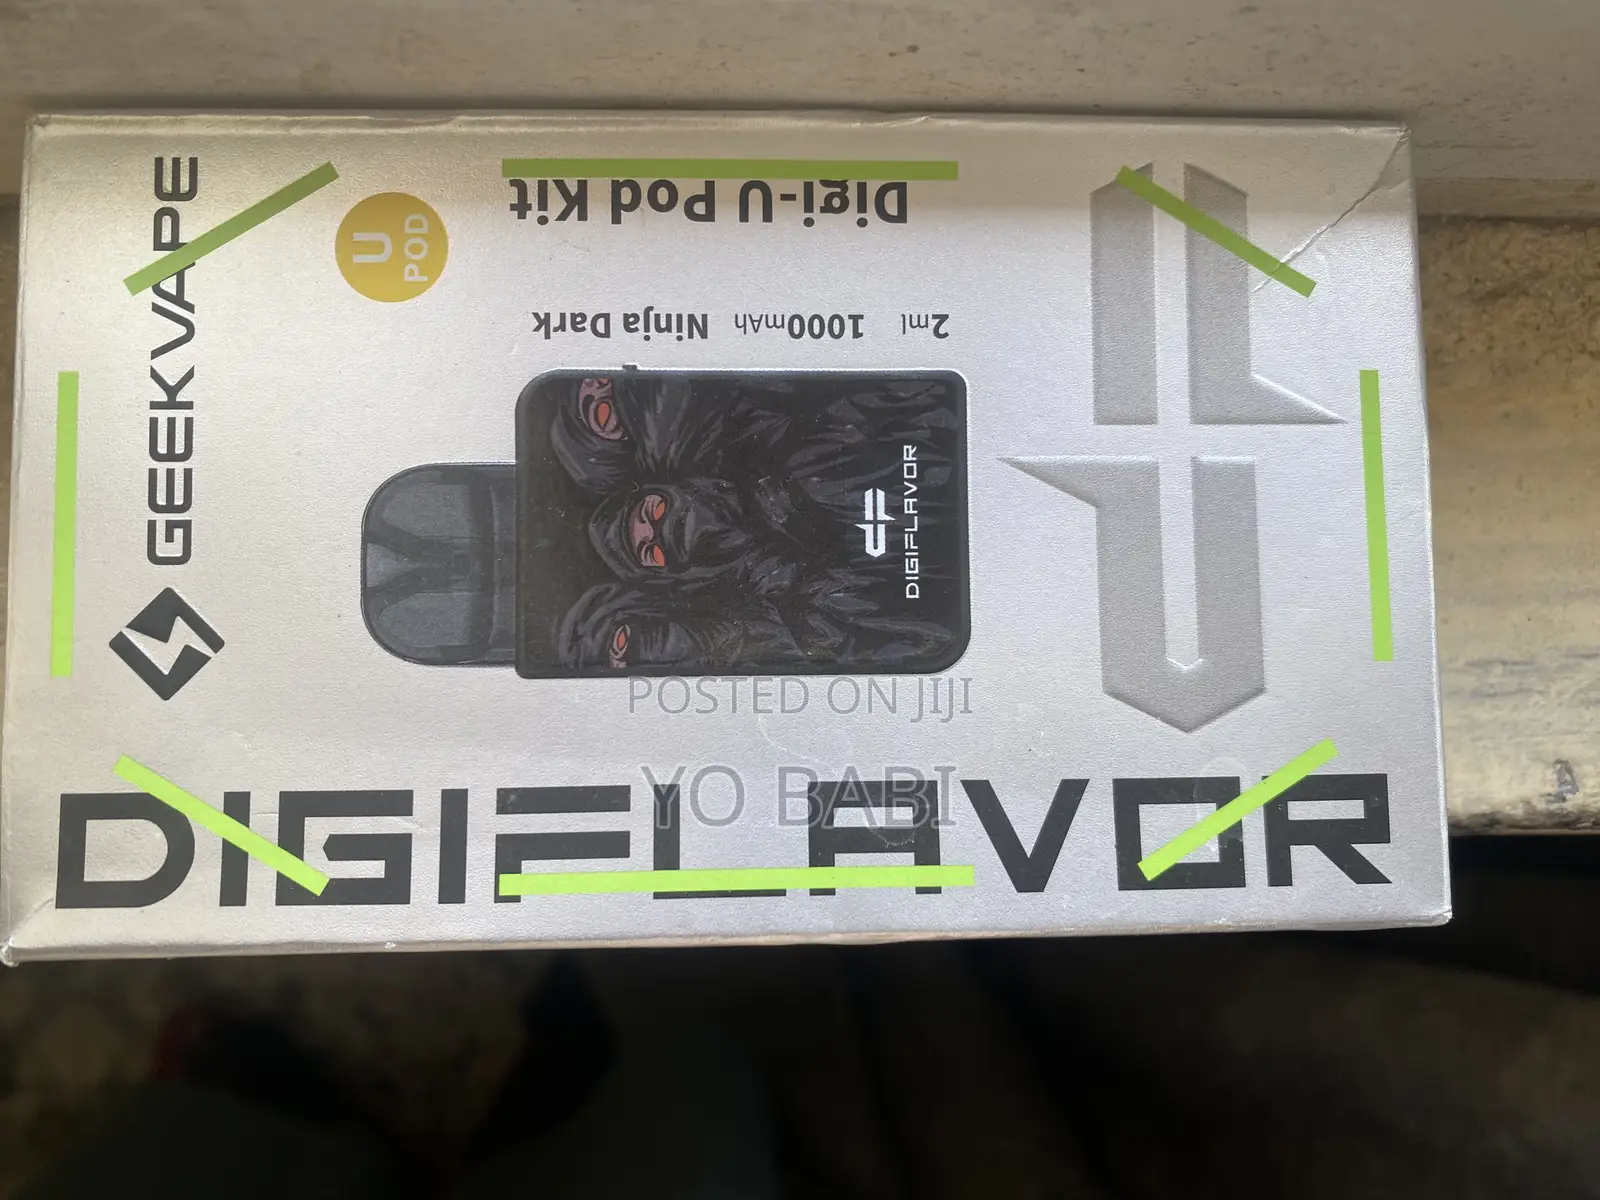 GEEKVAPE
U
POD
Digi-U Pod Kit
2ml 1000mAh Ninja Dark
DIGIFLAVOR
POSTED ON JIJI
YO BABI
DIGIFLAVOR